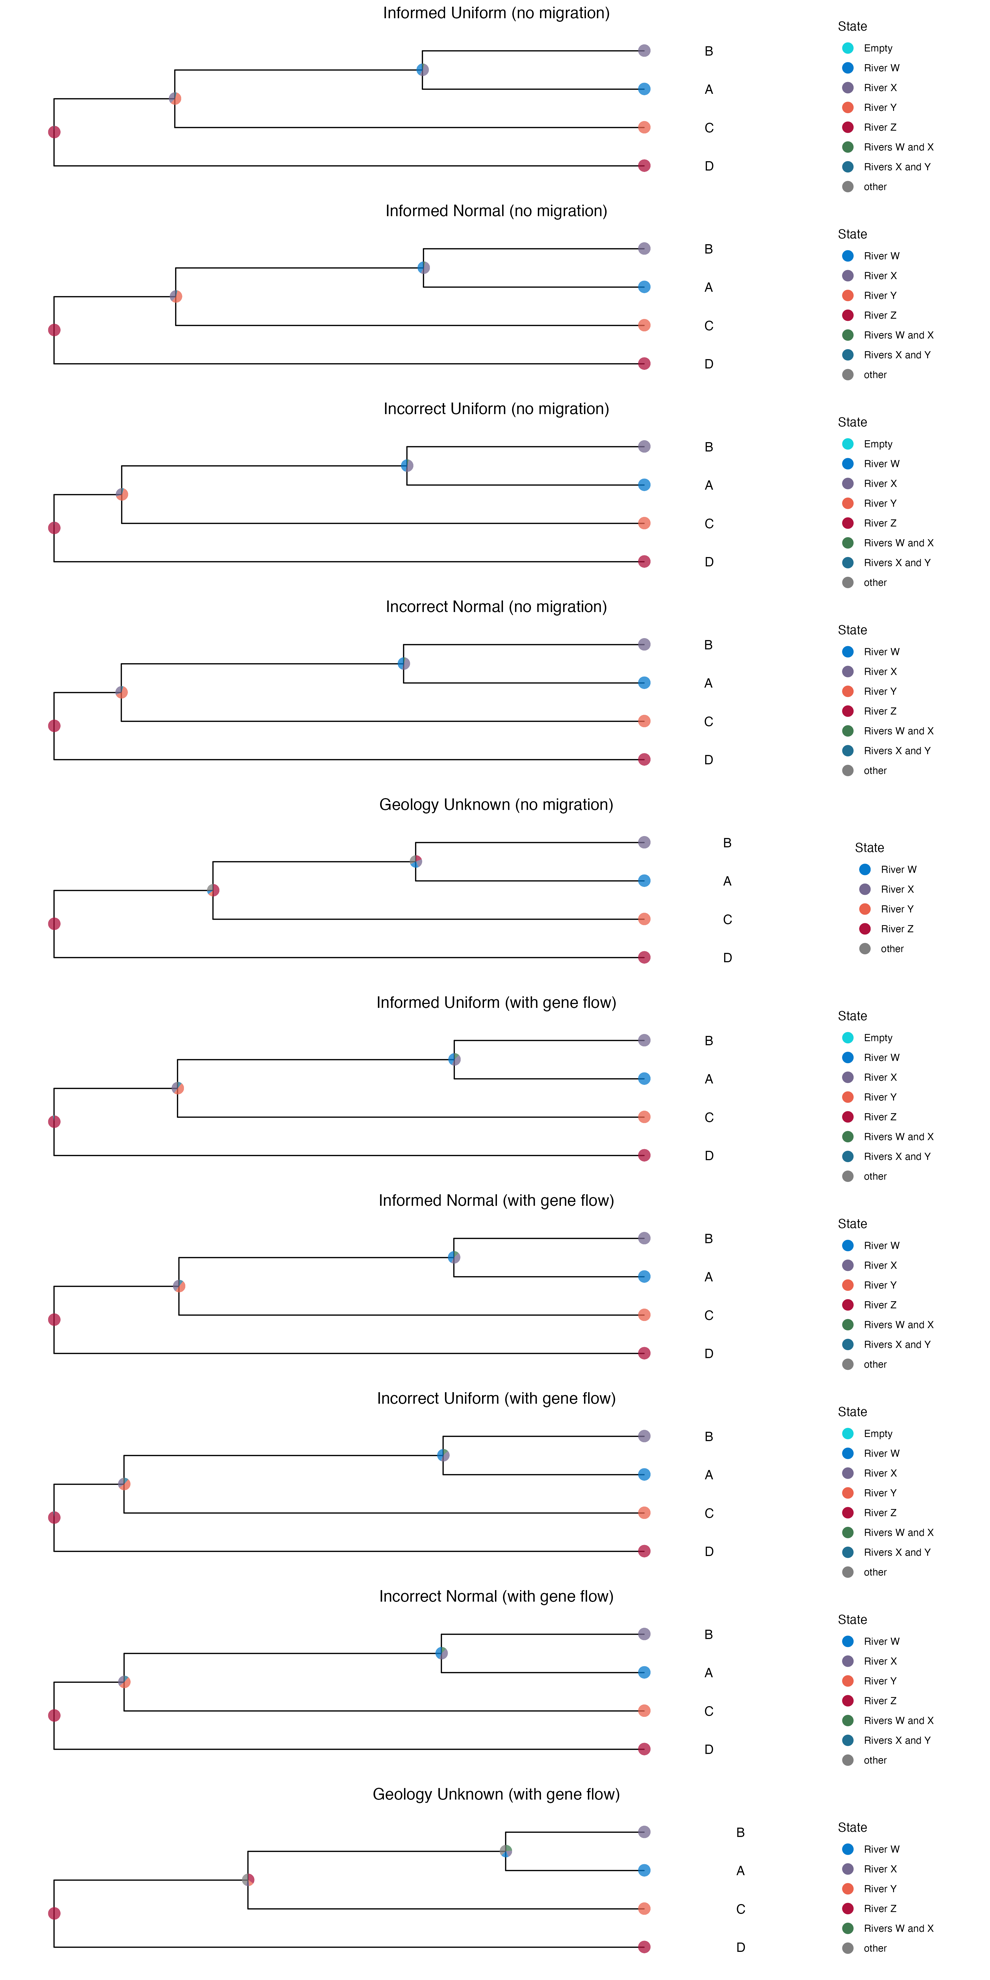 Informed Uniform (no migration)
B
A
C
D
State
Empty
River W
River X
River Y
River Z
Rivers W and X
Rivers X and Y
other
Informed Normal (no migration)
B
A
C
D
State
River W
River X
River Y
River Z
Rivers W and X
Rivers X and Y
other
Incorrect Uniform (no migration)
B
A
C
D
State
Empty
River W
River X
River Y
River Z
Rivers W and X
Rivers X and Y
other
Incorrect Normal (no migration)
B
A
C
D
State
River W
River X
River Y
River Z
Rivers W and X
Rivers X and Y
other
Geology Unknown (no migration)
B
A
C
D
State
River W
River X
River Y
River Z
other
Informed Uniform (with gene flow)
B
A
C
D
State
Empty
River W
River X
River Y
River Z
Rivers W and X
Rivers X and Y
other
Informed Normal (with gene flow)
B
A
C
D
State
River W
River X
River Y
River Z
Rivers W and X
Rivers X and Y
other
Incorrect Uniform (with gene flow)
B
A
C
D
State
Empty
River W
River X
River Y
River Z
Rivers W and X
Rivers X and Y
other
Incorrect Normal (with gene flow)
B
A
C
D
State
River W
River X
River Y
River Z
Rivers W and X
Rivers X and Y
other
Geology Unknown (with gene flow)
B
A
C
D
State
River W
River X
River Y
River Z
Rivers W and X
other